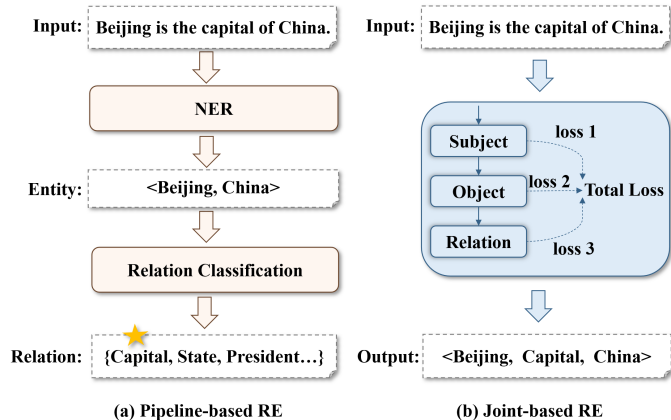 Input: Beijing is the capital of China.
NER
Entity: <Beijing, China>
Relation Classification
Relation: {Capital, State, President...}
(a) Pipeline-based RE
Input: Beijing is the capital of China.
Subject
loss 1
Object
loss 2
Total Loss
Relation
loss 3
Output: <Beijing, Capital, China>
(b) Joint-based RE